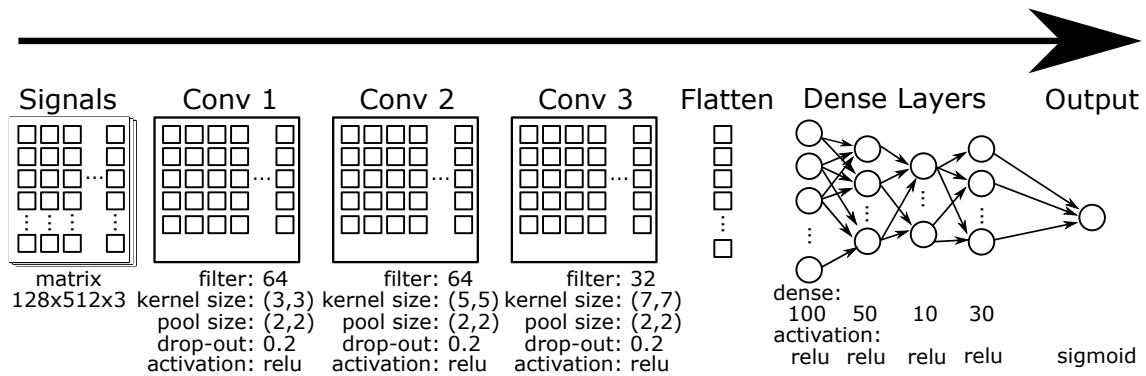 Signals Conv 1 Conv 2 Conv 3 Flatten Dense Layers Output
matrix
128x512x3
filter: 64
kernel size: (3,3)
pool size: (2,2)
drop-out: 0.2
activation: relu
filter: 64
kernel size: (5,5)
pool size: (2,2)
drop-out: 0.2
activation: relu
filter: 32
kernel size: (7,7)
pool size: (2,2)
drop-out: 0.2
activation: relu
dense:
100 50 10 30
activation:
relu relu relu relu
sigmoid